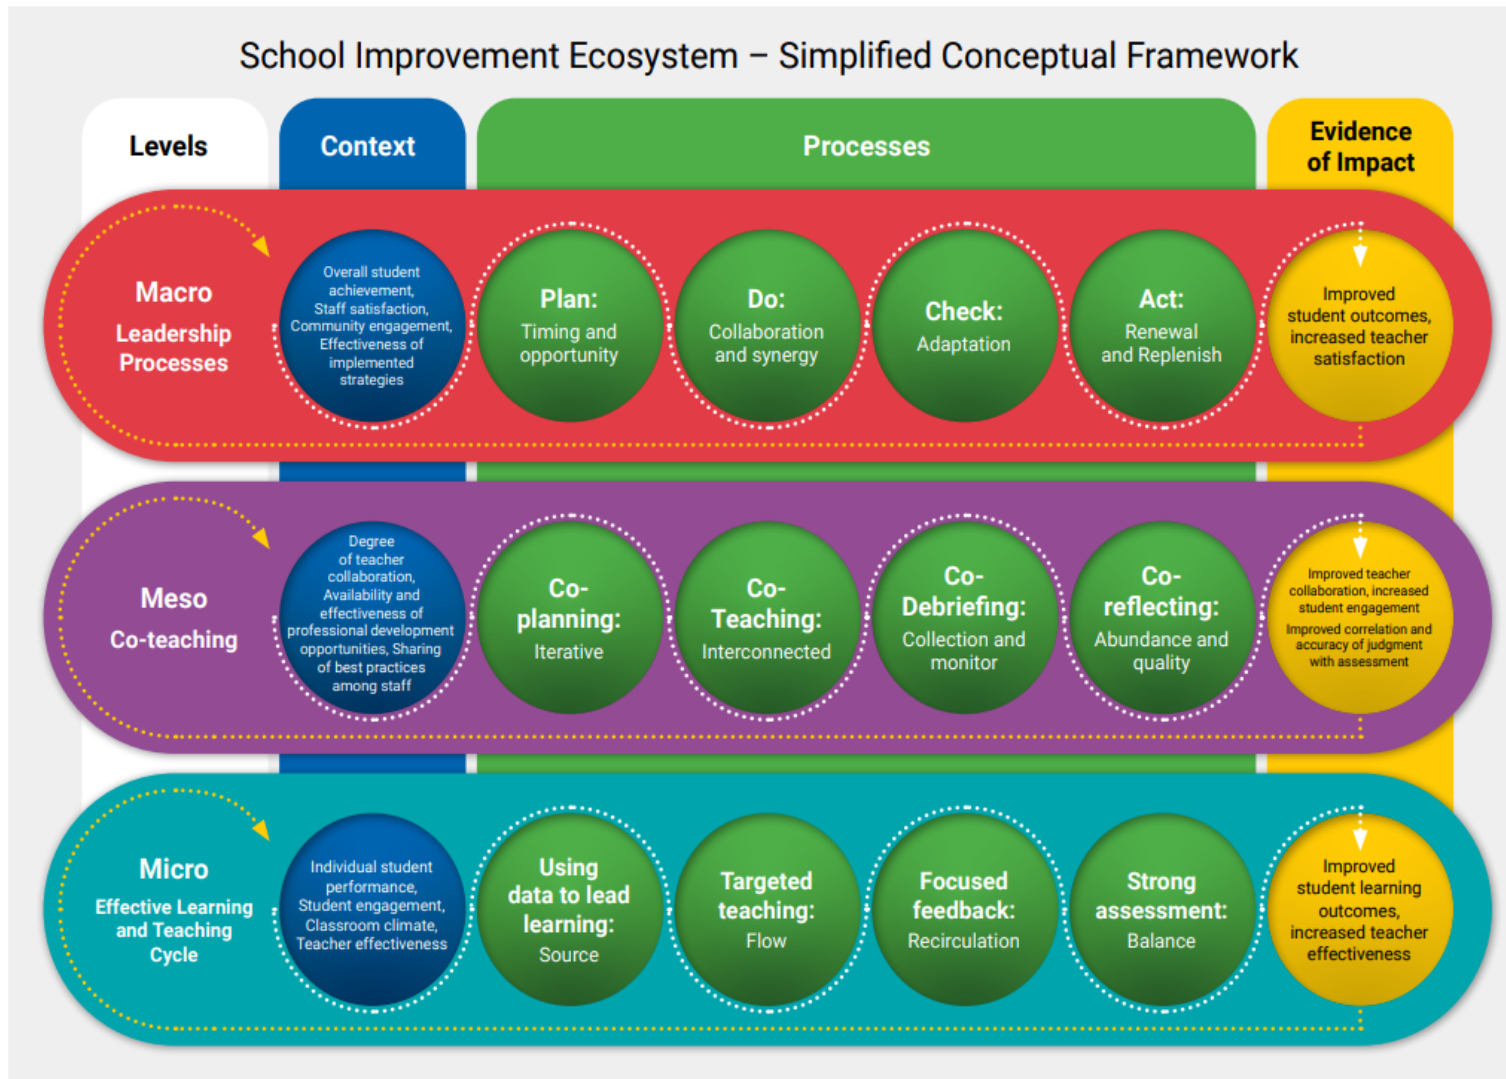 School Improvement Ecosystem – Simplified Conceptual Framework
Levels
Context
Processes
Evidence
of Impact
Macro
Leadership
Processes
Overall student
achievement,
Staff satisfaction,
Community engagement,
Effectiveness of
implemented
strategies
Plan:
Timing and
opportunity
Do:
Collaboration
and synergy
Check:
Adaptation
Act:
Renewal
and Replenish
Improved
student outcomes,
increased teacher
satisfaction
Meso
Co-teaching
Degree
of teacher
collaboration,
Availability and
effectiveness of
professional development
opportunities, Sharing
of best practices
among staff
Co-
planning:
Iterative
Co-
Teaching:
Interconnected
Co-
Debriefing:
Collection and
monitor
Co-
reflecting:
Abundance and
quality
Improved teacher
collaboration, increased
student engagement
Improved correlation and
accuracy of judgment
with assessment
Micro
Effective Learning
and Teaching
Cycle
Individual student
performance,
Student engagement,
Classroom climate,
Teacher effectiveness
Using
data to lead
learning:
Source
Targeted
teaching:
Flow
Focused
feedback:
Recirculation
Strong
assessment:
Balance
Improved
student learning
outcomes,
increased teacher
effectiveness